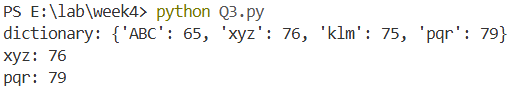 PS E:\lab\week4> python Q3.py
dictionary: {'ABC': 65, 'xyz': 76, 'klm': 75, 'pqr': 79}
xyz: 76
pqr: 79